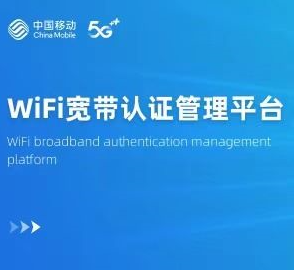 中国移动
China Mobile
5G+
WiFi宽带认证管理平台
WiFi broadband authentication management
platform